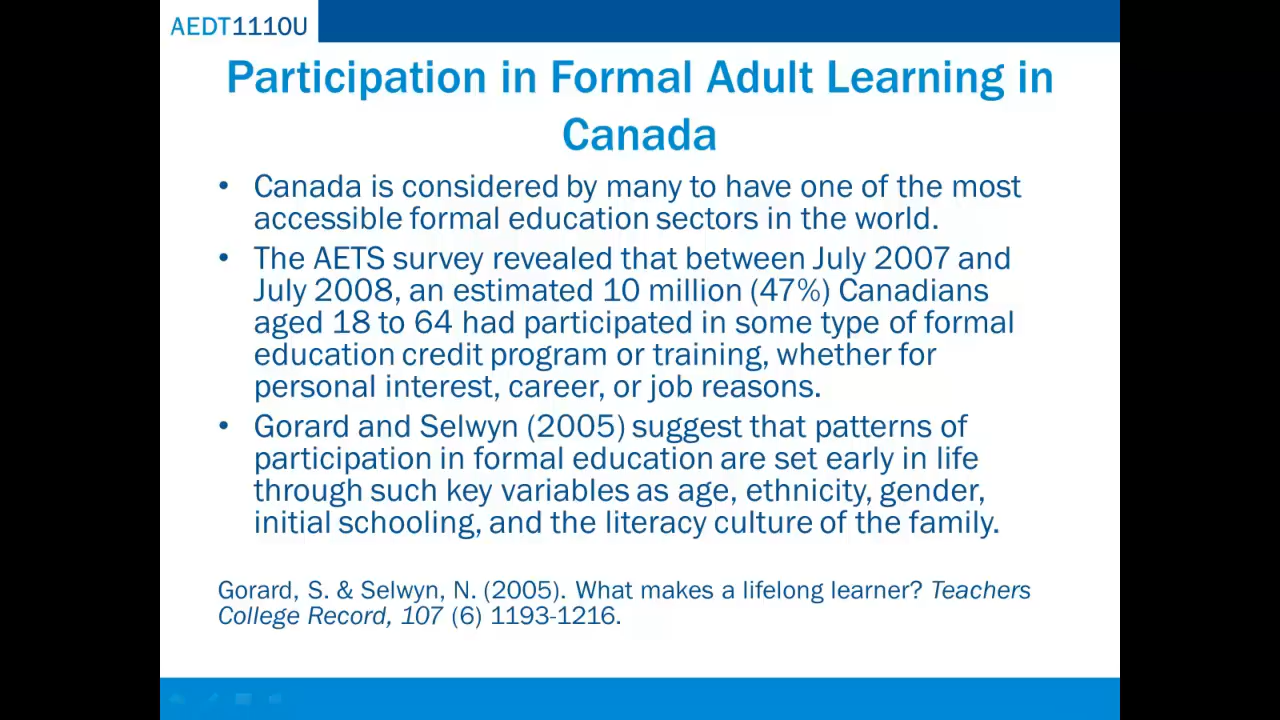 AEDT1110U
Participation in Formal Adult Learning in
Canada
• Canada is considered by many to have one of the most
accessible formal education sectors in the world.
• The AETS survey revealed that between July 2007 and
July 2008, an estimated 10 million (47%) Canadians
aged 18 to 64 had participated in some type of formal
education credit program or training, whether for
personal interest, career, or job reasons.
• Gorard and Selwyn (2005) suggest that patterns of
participation in formal education are set early in life
through such key variables as age, ethnicity, gender,
initial schooling, and the literacy culture of the family.
Gorard, S. & Selwyn, N. (2005). What makes a lifelong learner? Teachers
College Record, 107 (6) 1193-1216.